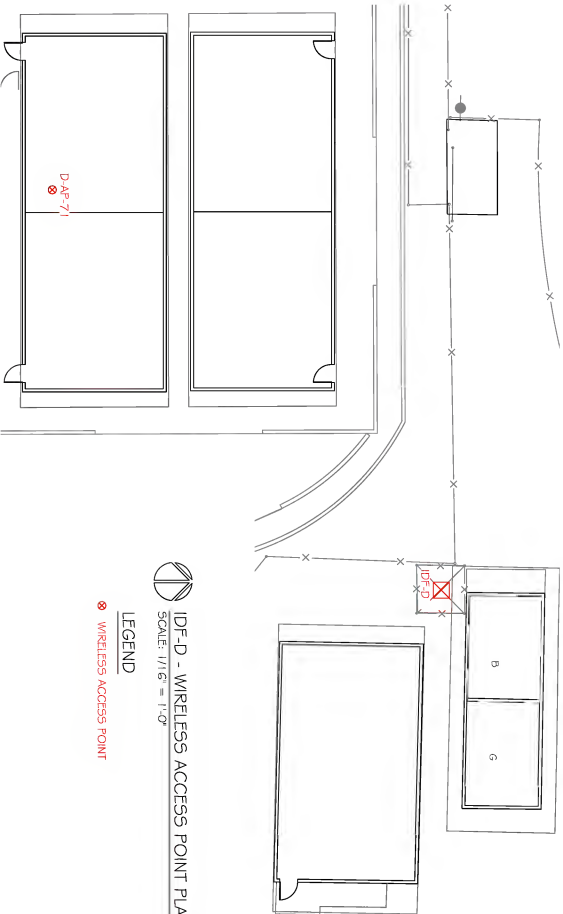 D-AP-71
IDF-D
B
G
IDF-D - WIRELESS ACCESS POINT PLA
SCALE: 1/16" = 1'-0"
LEGEND
WIRELESS ACCESS POINT